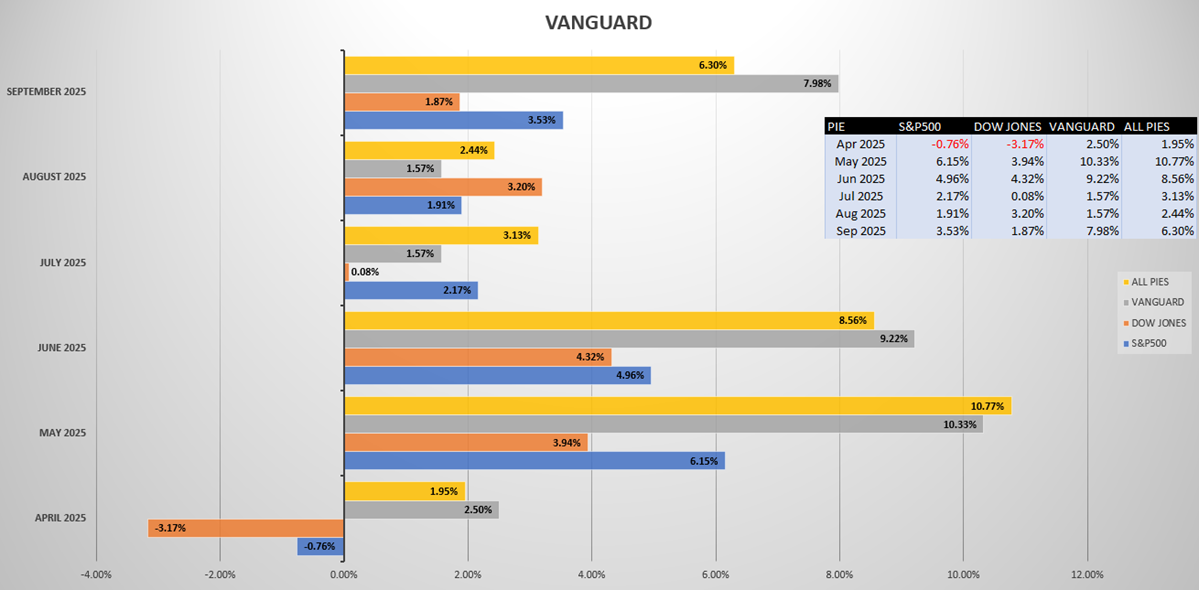 VANGUARD
SEPTEMBER 2025
6.30%
7.98%
1.87%
3.53%
AUGUST 2025
2.44%
1.57%
3.20%
1.91%
JULY 2025
3.13%
1.57%
0.08%
2.17%
JUNE 2025
8.56%
9.22%
4.32%
4.96%
MAY 2025
10.77%
10.33%
3.94%
6.15%
APRIL 2025
1.95%
2.50%
-3.17%
-0.76%
-4.00% -2.00% 0.00% 2.00% 4.00% 6.00% 8.00% 10.00% 12.00%
PIE S&P500 DOW JONES VANGUARD ALL PIES
Apr 2025 -0.76% -3.17% 2.50% 1.95%
May 2025 6.15% 3.94% 10.33% 10.77%
Jun 2025 4.96% 4.32% 9.22% 8.56%
Jul 2025 2.17% 0.08% 1.57% 3.13%
Aug 2025 1.91% 3.20% 1.57% 2.44%
Sep 2025 3.53% 1.87% 7.98% 6.30%
ALL PIES
VANGUARD
DOW JONES
S&P500